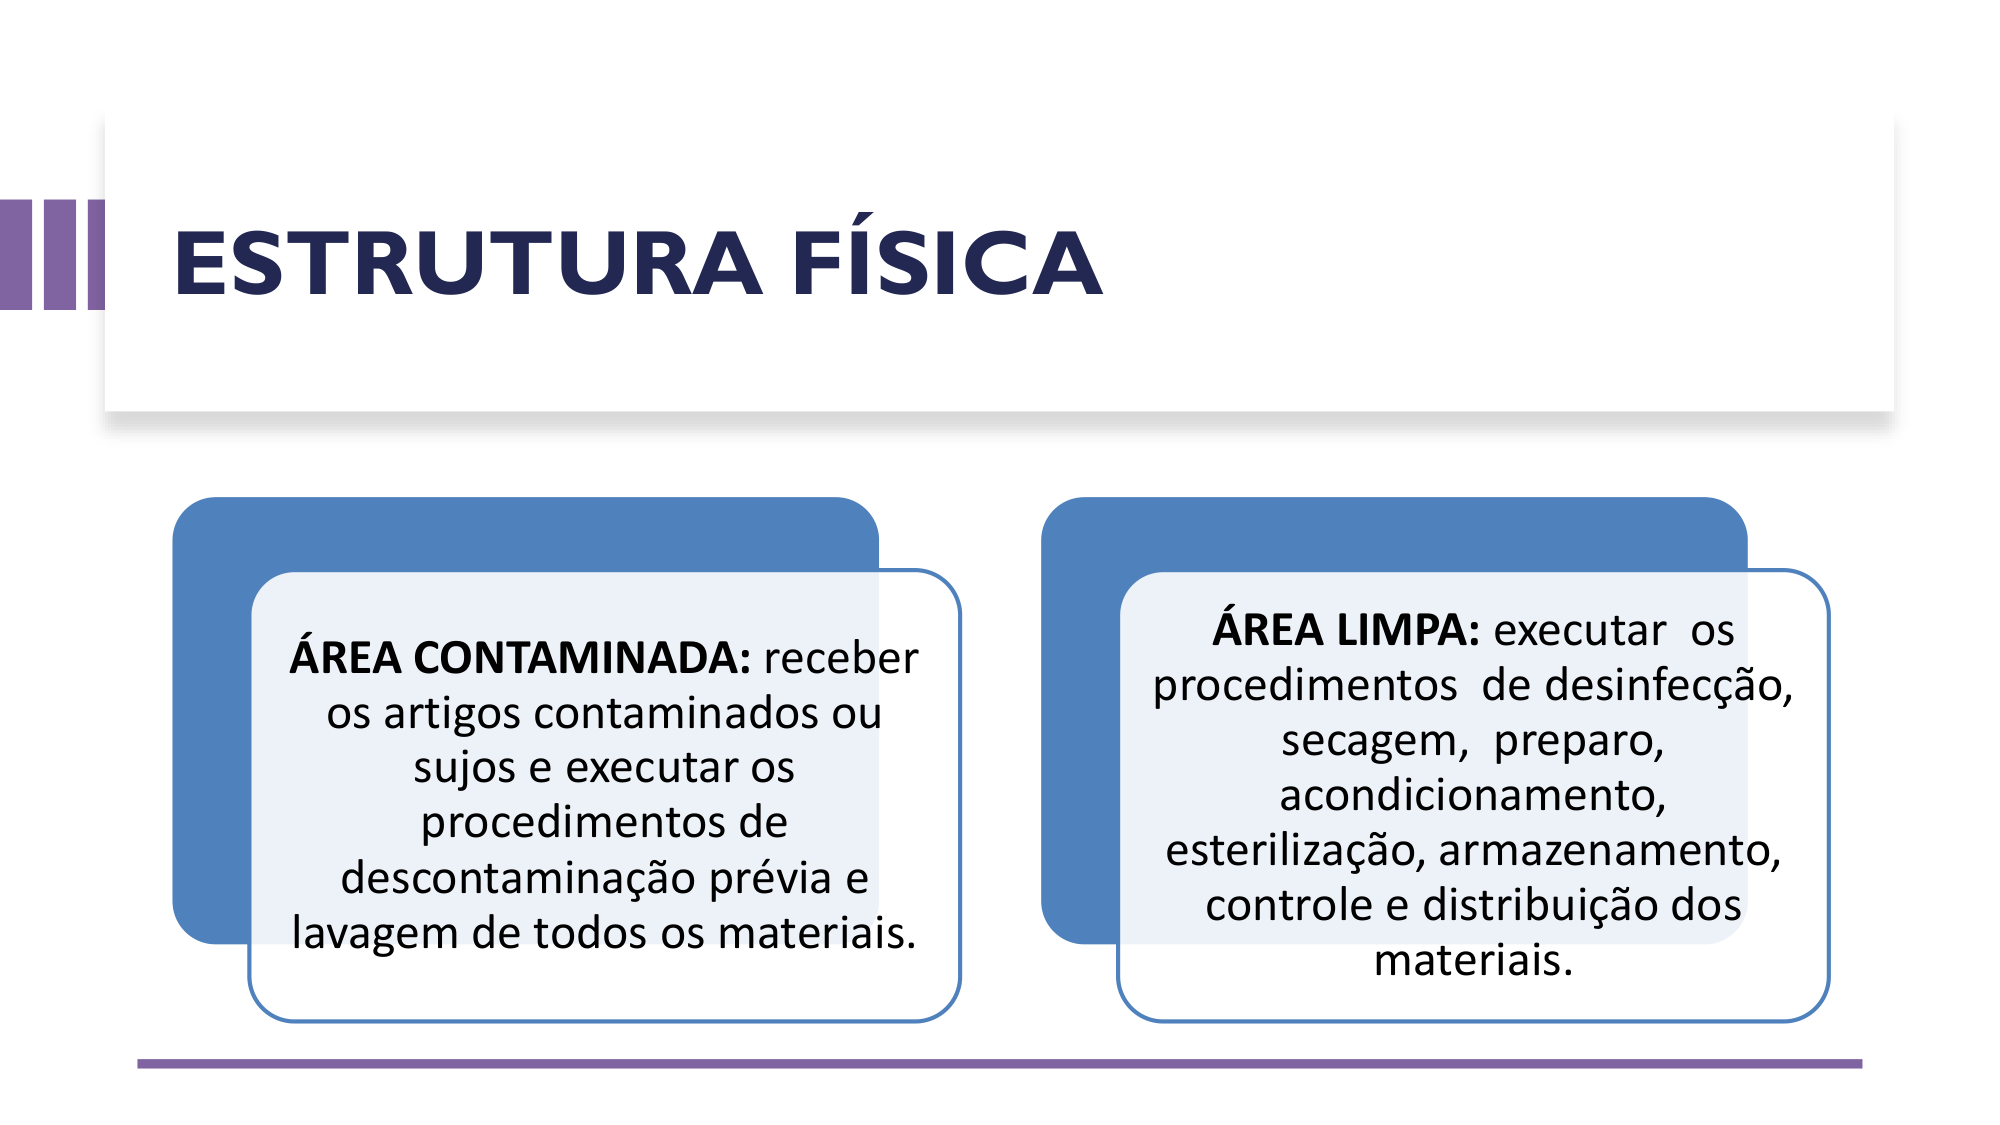 ESTRUTURA FÍSICA
ÁREA CONTAMINADA: receber
os artigos contaminados ou
sujos e executar os
procedimentos de
descontaminação prévia e
lavagem de todos os materiais.
ÁREA LIMPA: executar  os
procedimentos  de desinfecção,
secagem,  preparo,
acondicionamento,
esterilização, armazenamento,
controle e distribuição dos
materiais.